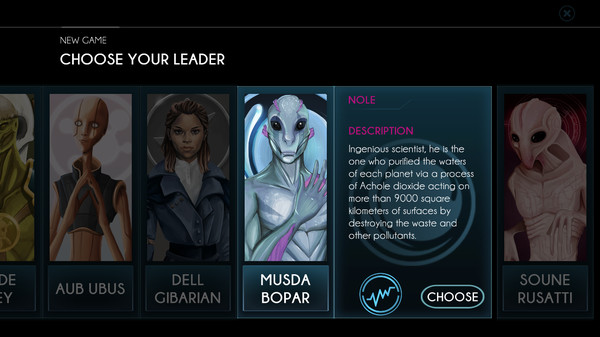 NEW GAME
CHOOSE YOUR LEADER
NOLE
DESCRIPTION
Ingenious scientist, he is the
one who purified the waters
of each planet via a process
of Achole dioxide acting on
more than 9000 square
kilometers of surfaces by
destroying the waste and
other pollutants.
DE
EY
AUB UBUS
DELL
GIBARIAN
MUSDA
BOPAR
CHOOSE
SOUNE
RUSATTI